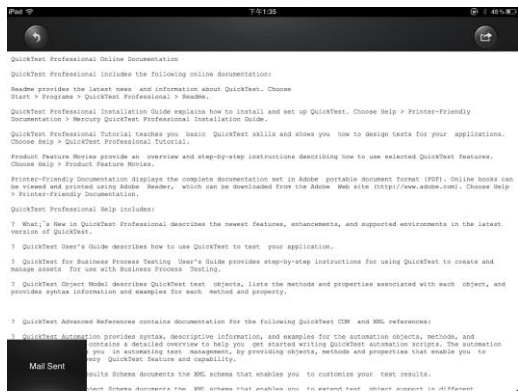 iPad
下午1:35
45%
QuickTest Professional Online Documentation
QuickTest Professional includes the following online documentation:
Readme provides the latest news and information about QuickTest. Choose
Start > Programs > QuickTest Professional > Readme.
QuickTest Professional Installation Guide explains how to install and set up QuickTest. Choose Help > Printer-Friendly
Documentation > Mercury QuickTest Professional Installation Guide.
QuickTest Professional Tutorial teaches you basic QuickTest skills and shows you how to design tests for your applications.
Choose Help > QuickTest Professional Tutorial.
Product Feature Movies provide an overview and step-by-step instructions describing how to use selected QuickTest features.
Choose Help > Product Feature Movies.
Printer-Friendly Documentation displays the complete documentation set in Adobe portable document format (PDF). Online books can
be viewed and printed using Adobe Reader, which can be downloaded from the Adobe Web site (http://www.adobe.com). Choose Help
> Printer-Friendly Documentation.
QuickTest Professional Help includes:
? What;¯s New in QuickTest Professional describes the newest features, enhancements, and supported environments in the latest
version of QuickTest.
? QuickTest User's Guide describes how to use QuickTest to test your application.
? QuickTest for Business Process Testing User's Guide provides step-by-step instructions for using QuickTest to create and
manage assets for use with Business Process Testing.
? QuickTest Object Model describes QuickTest test objects, lists the methods and properties associated with each object, and
provides syntax information and examples for each method and property.
? QuickTest Advanced References contains documentation for the following QuickTest COM and XML references:
? QuickTest Automation provides syntax, descriptive information, and examples for the automation objects, methods, and
contains a detailed overview to help you get started writing QuickTest automation scripts. The automation
you in automating test management, by providing objects, methods and properties that enable you to
QuickTest feature and capability.
Schema documents the XML schema that enables you to customize your test results.
Schema documents the XML schema that enables you to extend test object support in different
Mail Sent